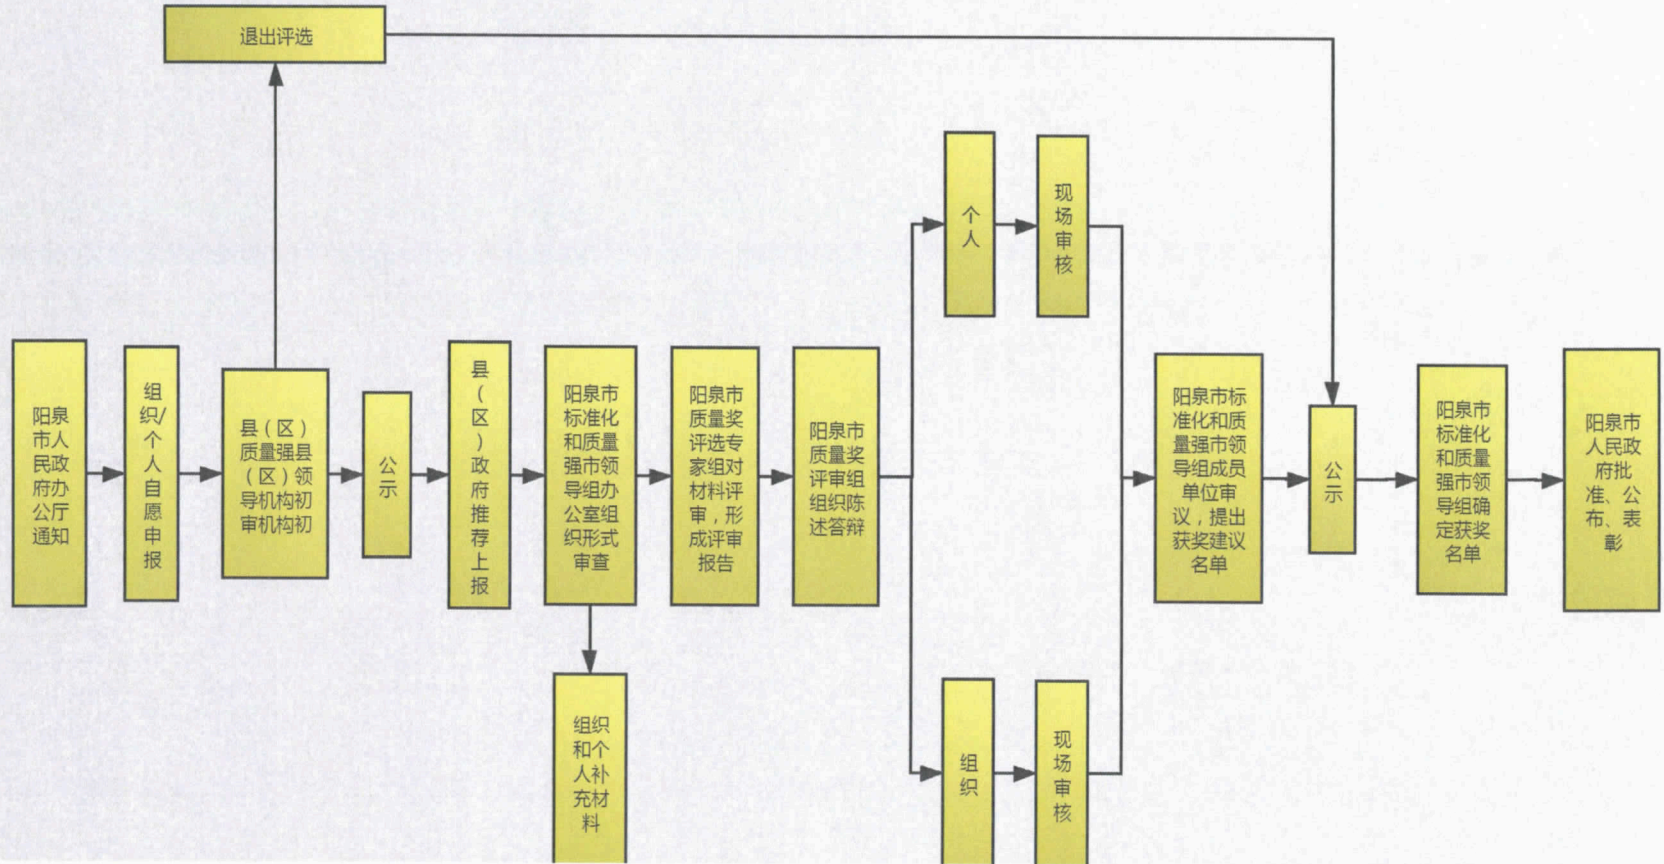 退出评选
个
人
现
场
审
核
阳泉
市人
民政
府办
公厅
通知
组
织/
个
人
自
愿
申
报
县（区）
质量强县
（区）领
导机构初
审机构初
公
示
县
（
区
）
政
府
推
荐
上
报
阳泉市
标准化
和质量
强市领
导组办
公室组
织形式
审查
阳泉市
质量奖
评选专
家组对
材料评
审，形
成评审
报告
阳泉市
质量奖
评审组
组织陈
述答辩
阳泉市标
准化和质
量强市领
导组成员
单位审
议，提出
获奖建议
名单
公
示
阳泉市
标准化
和质量
强市领
导组确
定获奖
名单
阳泉市
人民政
府批
准、公
布、表
彰
组织
和个
人补
充材
料
组
织
现
场
审
核